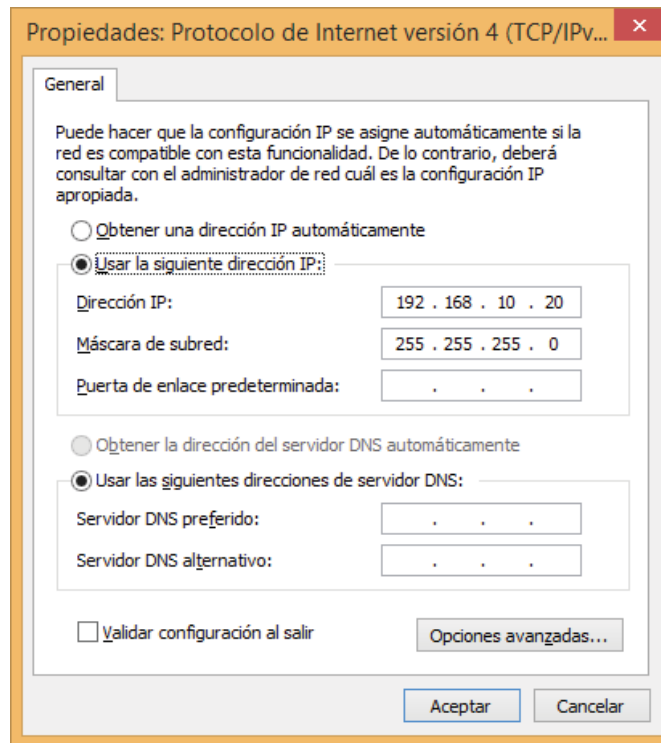 Propiedades: Protocolo de Internet versión 4 (TCP/IPv...
General
Puede hacer que la configuración IP se asigne automáticamente si la
red es compatible con esta funcionalidad. De lo contrario, deberá
consultar con el administrador de red cuál es la configuración IP
apropiada.
Obtener una dirección IP automáticamente
Usar la siguiente dirección IP:
Dirección IP: 192 . 168 . 10 . 20
Máscara de subred: 255 . 255 . 255 . 0
Puerta de enlace predeterminada: . . .
Obtener la dirección del servidor DNS automáticamente
Usar las siguientes direcciones de servidor DNS:
Servidor DNS preferido: . . .
Servidor DNS alternativo: . . .
Validar configuración al salir
Opciones avanzadas...
Aceptar Cancelar